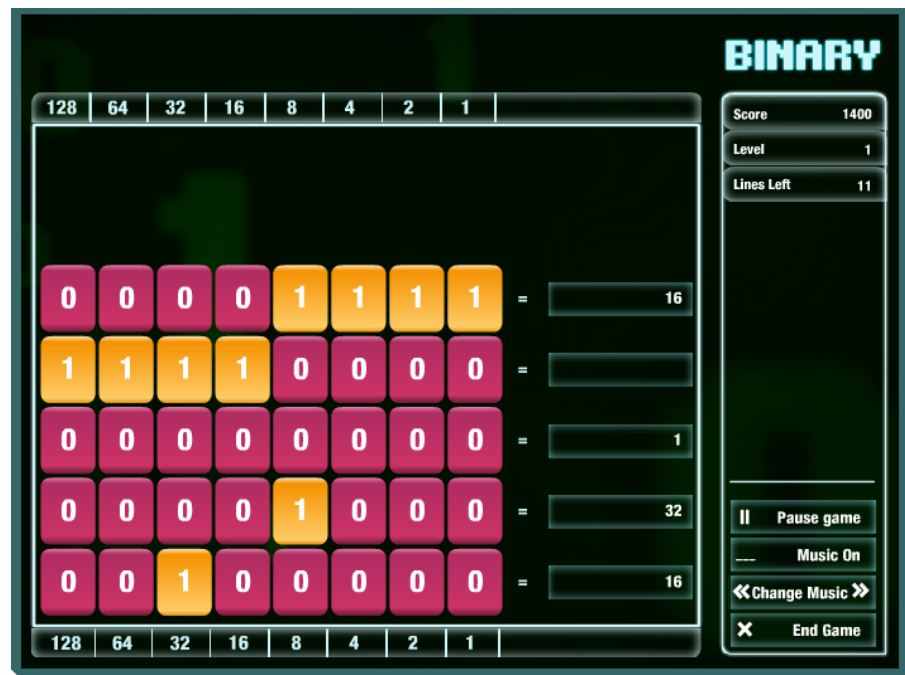 BINARY
128 64 32 16 8 4 2 1
Score 1400
Level 1
Lines Left 11
0 0 0 0 1 1 1 1 = 16
1 1 1 1 0 0 0 0 =
0 0 0 0 0 0 0 0 = 1
0 0 0 0 1 0 0 0 = 32
0 0 1 0 0 0 0 0 = 16
Pause game
Music On
Change Music
End Game
128 64 32 16 8 4 2 1